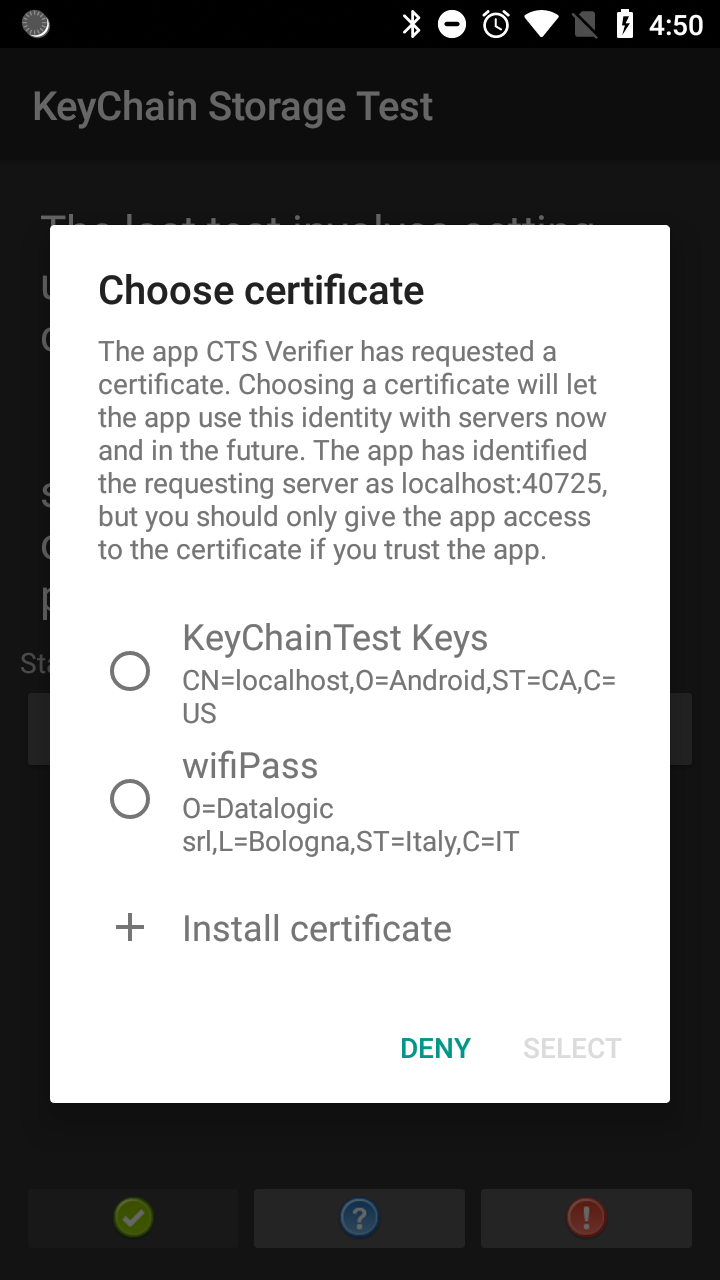 4:50
KeyChain Storage Test
The last test involves setting
Choose certificate
The app CTS Verifier has requested a
certificate. Choosing a certificate will let
the app use this identity with servers now
and in the future. The app has identified
the requesting server as localhost:40725,
but you should only give the app access
to the certificate if you trust the app.
KeyChainTest Keys
CN=localhost,O=Android,ST=CA,C=
US
wifiPass
O=Datalogic
srl,L=Bologna,ST=Italy,C=IT
+ Install certificate
DENY SELECT